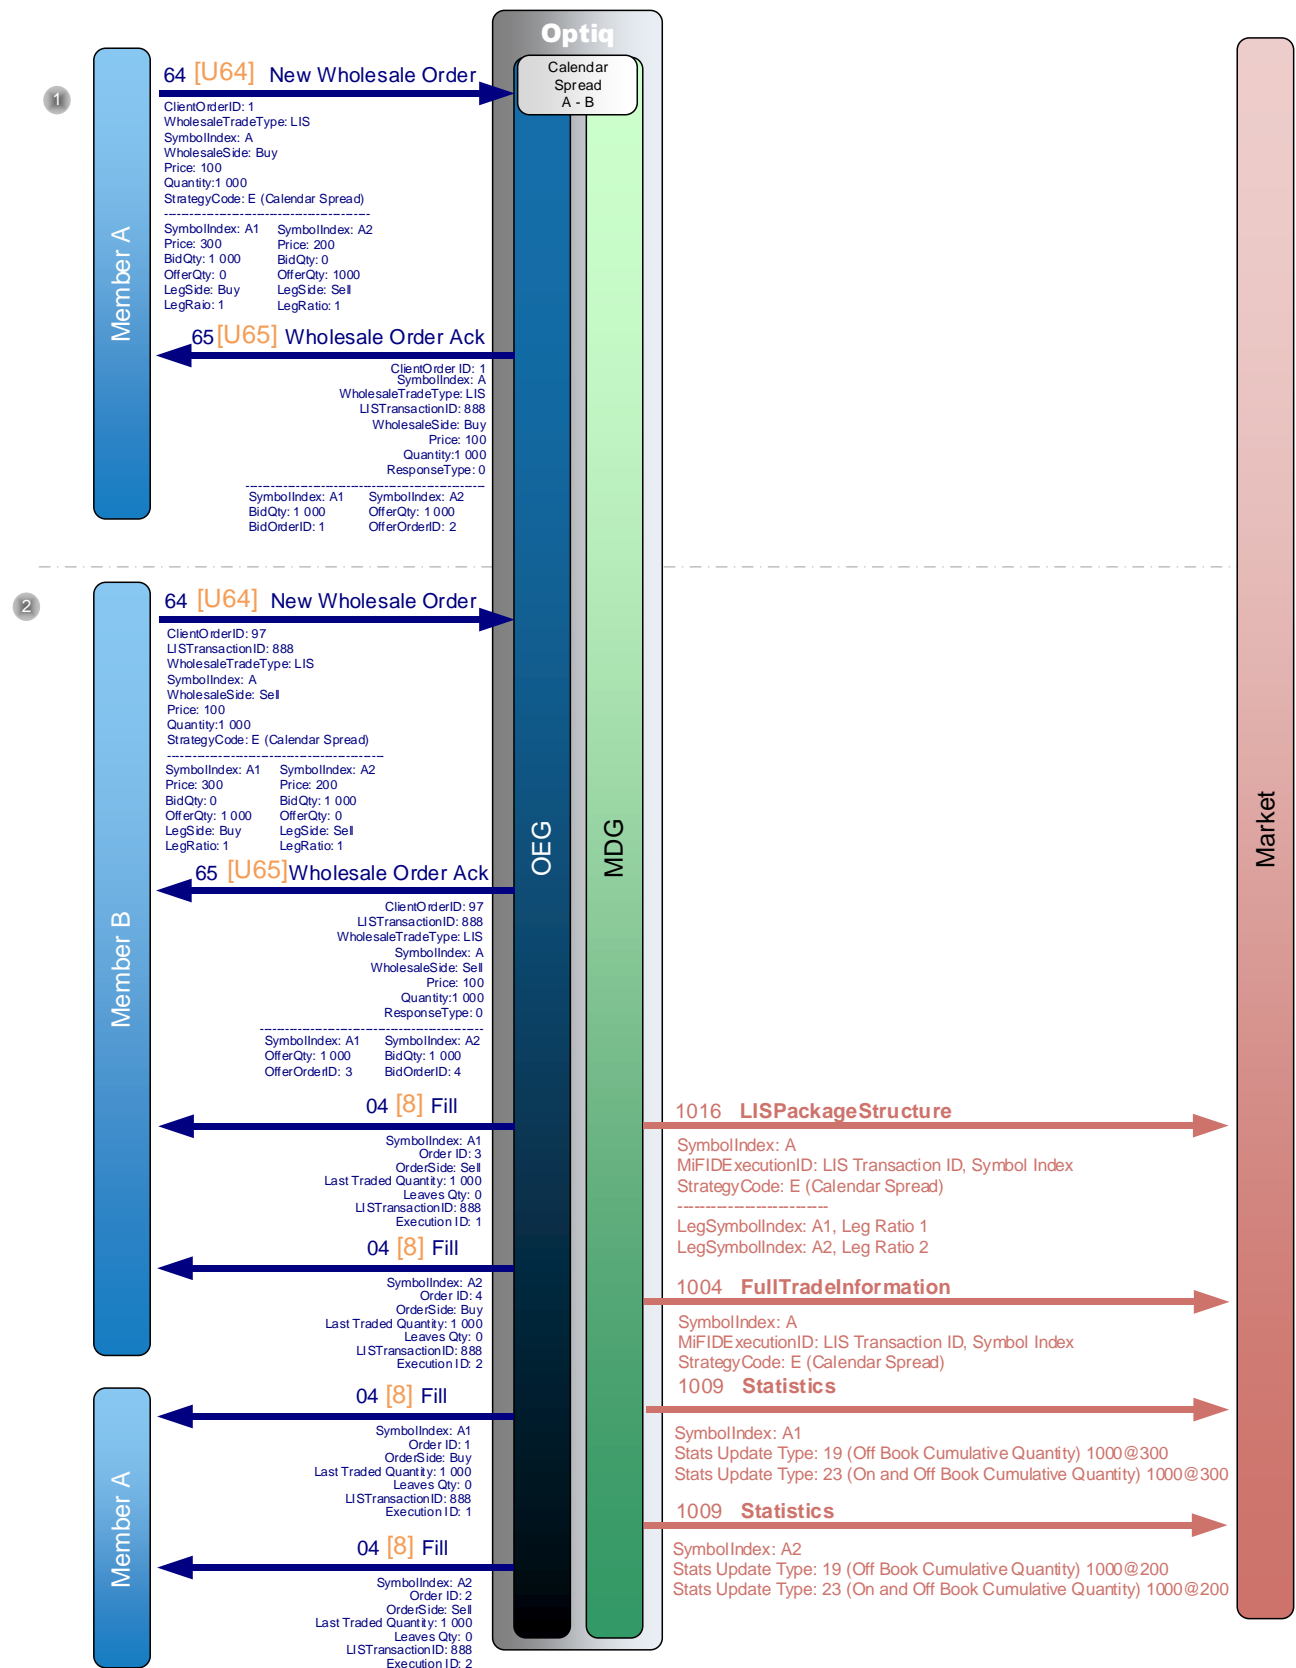 Optiq
Calendar
Spread
A - B
1
Member A
64 [U64] New Wholesale Order
ClientOrderID: 1
WholesaleTradeType: LIS
SymbolIndex: A
WholesaleSide: Buy
Price: 100
Quantity:1 000
StrategyCode: E (Calendar Spread)
-------------------------------------------------
SymbolIndex: A1 SymbolIndex: A2
Price: 300 Price: 200
BidQty: 1 000 BidQty: 0
OfferQty: 0 OfferQty: 1000
LegSide: Buy LegSide: Sell
LegRaio: 1 LegRatio: 1
65 [U65] Wholesale Order Ack
ClientOrder ID: 1
SymbolIndex: A
WholesaleTradeType: LIS
LISTransactionID: 888
WholesaleSide: Buy
Price: 100
Quantity:1 000
ResponseType: 0
---------------------------------------------------------
SymbolIndex: A1 SymbolIndex: A2
BidQty: 1 000 OfferQty: 1 000
BidOrderID: 1 OfferOrderID: 2
2
Member B
64 [U64] New Wholesale Order
ClientOrderID: 97
LISTransactionID: 888
WholesaleTradeType: LIS
SymbolIndex: A
WholesaleSide: Sell
Price: 100
Quantity:1 000
StrategyCode: E (Calendar Spread)
---------------------------------------------------
SymbolIndex: A1 SymbolIndex: A2
Price: 300 Price: 200
BidQty: 0 BidQty: 1 000
OfferQty: 1 000 OfferQty: 0
LegSide: Buy LegSide: Sell
LegRatio: 1 LegRatio: 1
65 [U65]Wholesale Order Ack
ClientOrderID: 97
LISTransactionID: 888
WholesaleTradeType: LIS
SymbolIndex: A
WholesaleSide: Sell
Price: 100
Quantity:1 000
ResponseType: 0
-----------------------------------------------------
SymbolIndex: A1 SymbolIndex: A2
OfferQty: 1 000 BidQty: 1 000
OfferOrderID: 3 BidOrderID: 4
04 [8] Fill
SymbolIndex: A1
Order ID: 3
OrderSide: Sell
Last Traded Quantity: 1 000
Leaves Qty: 0
LISTransactionID: 888
Execution ID: 1
04 [8] Fill
SymbolIndex: A2
Order ID: 4
OrderSide: Buy
Last Traded Quantity: 1 000
Leaves Qty: 0
LISTransactionID: 888
Execution ID: 2
Member A
04 [8] Fill
SymbolIndex: A1
Order ID: 1
OrderSide: Buy
Last Traded Quantity: 1 000
Leaves Qty: 0
LISTransactionID: 888
Execution ID: 1
04 [8] Fill
SymbolIndex: A2
Order ID: 2
OrderSide: Sell
Last Traded Quantity: 1 000
Leaves Qty: 0
LISTransactionID: 888
Execution ID: 2
OEG
MDG
1016 LISPackageStructure
SymbolIndex: A
MiFIDExecutionID: LIS Transaction ID, Symbol Index
StrategyCode: E (Calendar Spread)
---------------------------
LegSymbolIndex: A1, Leg Ratio 1
LegSymbolIndex: A2, Leg Ratio 2
1004 FullTradeInformation
SymbolIndex: A
MiFIDExecutionID: LIS Transaction ID, Symbol Index
StrategyCode: E (Calendar Spread)
1009 Statistics
SymbolIndex: A1
Stats Update Type: 19 (Off Book Cumulative Quantity) 1000@300
Stats Update Type: 23 (On and Off Book Cumulative Quantity) 1000@300
1009 Statistics
SymbolIndex: A2
Stats Update Type: 19 (Off Book Cumulative Quantity) 1000@200
Stats Update Type: 23 (On and Off Book Cumulative Quantity) 1000@200
Market